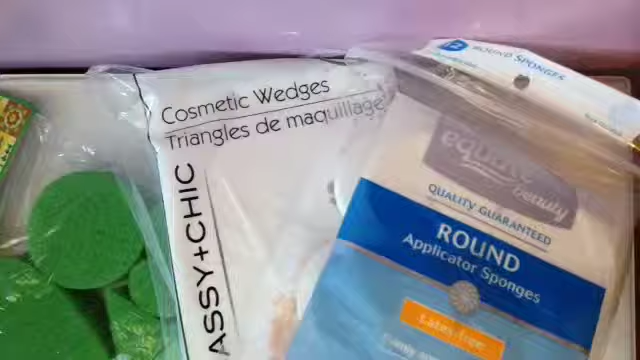 Cosmetic Wedges
Triangles de maquillage
ASSY+CHIC
ROUND SPONGES
equate
beauty
QUALITY GUARANTEED
ROUND
Applicator Sponges
Latex-free